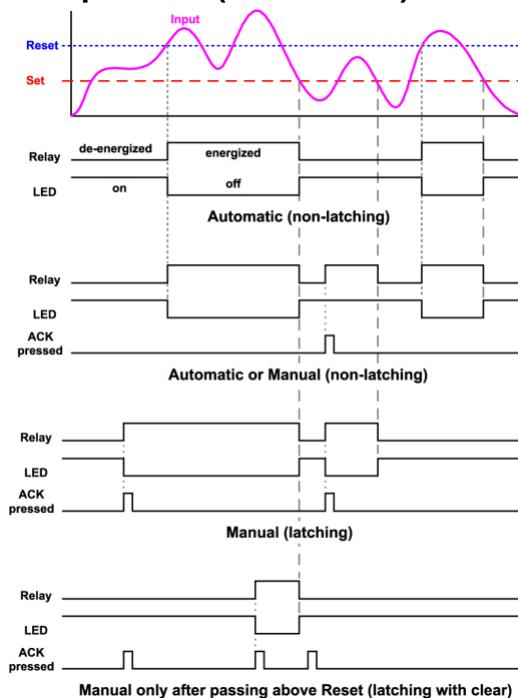 Input
Reset
Set
de-energized energized
Relay
on off
LED
Automatic (non-latching)
Relay
LED
ACK
pressed
Automatic or Manual (non-latching)
Relay
LED
ACK
pressed
Manual (latching)
Relay
LED
ACK
pressed
Manual only after passing above Reset (latching with clear)